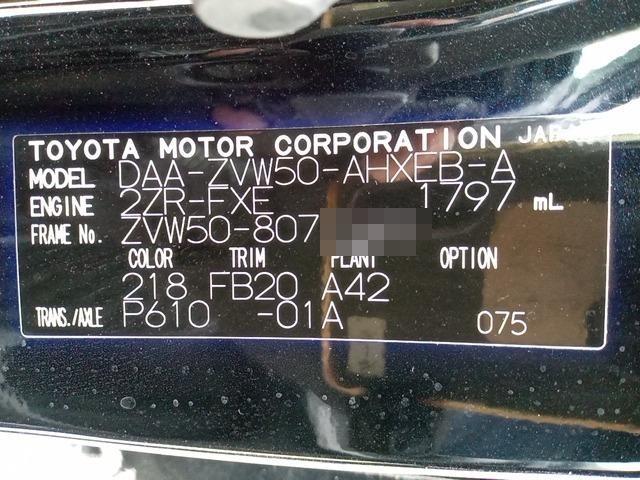 TOYOTA MOTOR CORPORATION JAPAN
MODEL DAA-ZVW50-AHXEB-A
ENGINE 2ZR-FXE 1797 mL
FRAME No. ZVW50-807
COLOR TRIM PLANT OPTION
218 FB20 A42
TRANS./AXLE P610 -01A 075